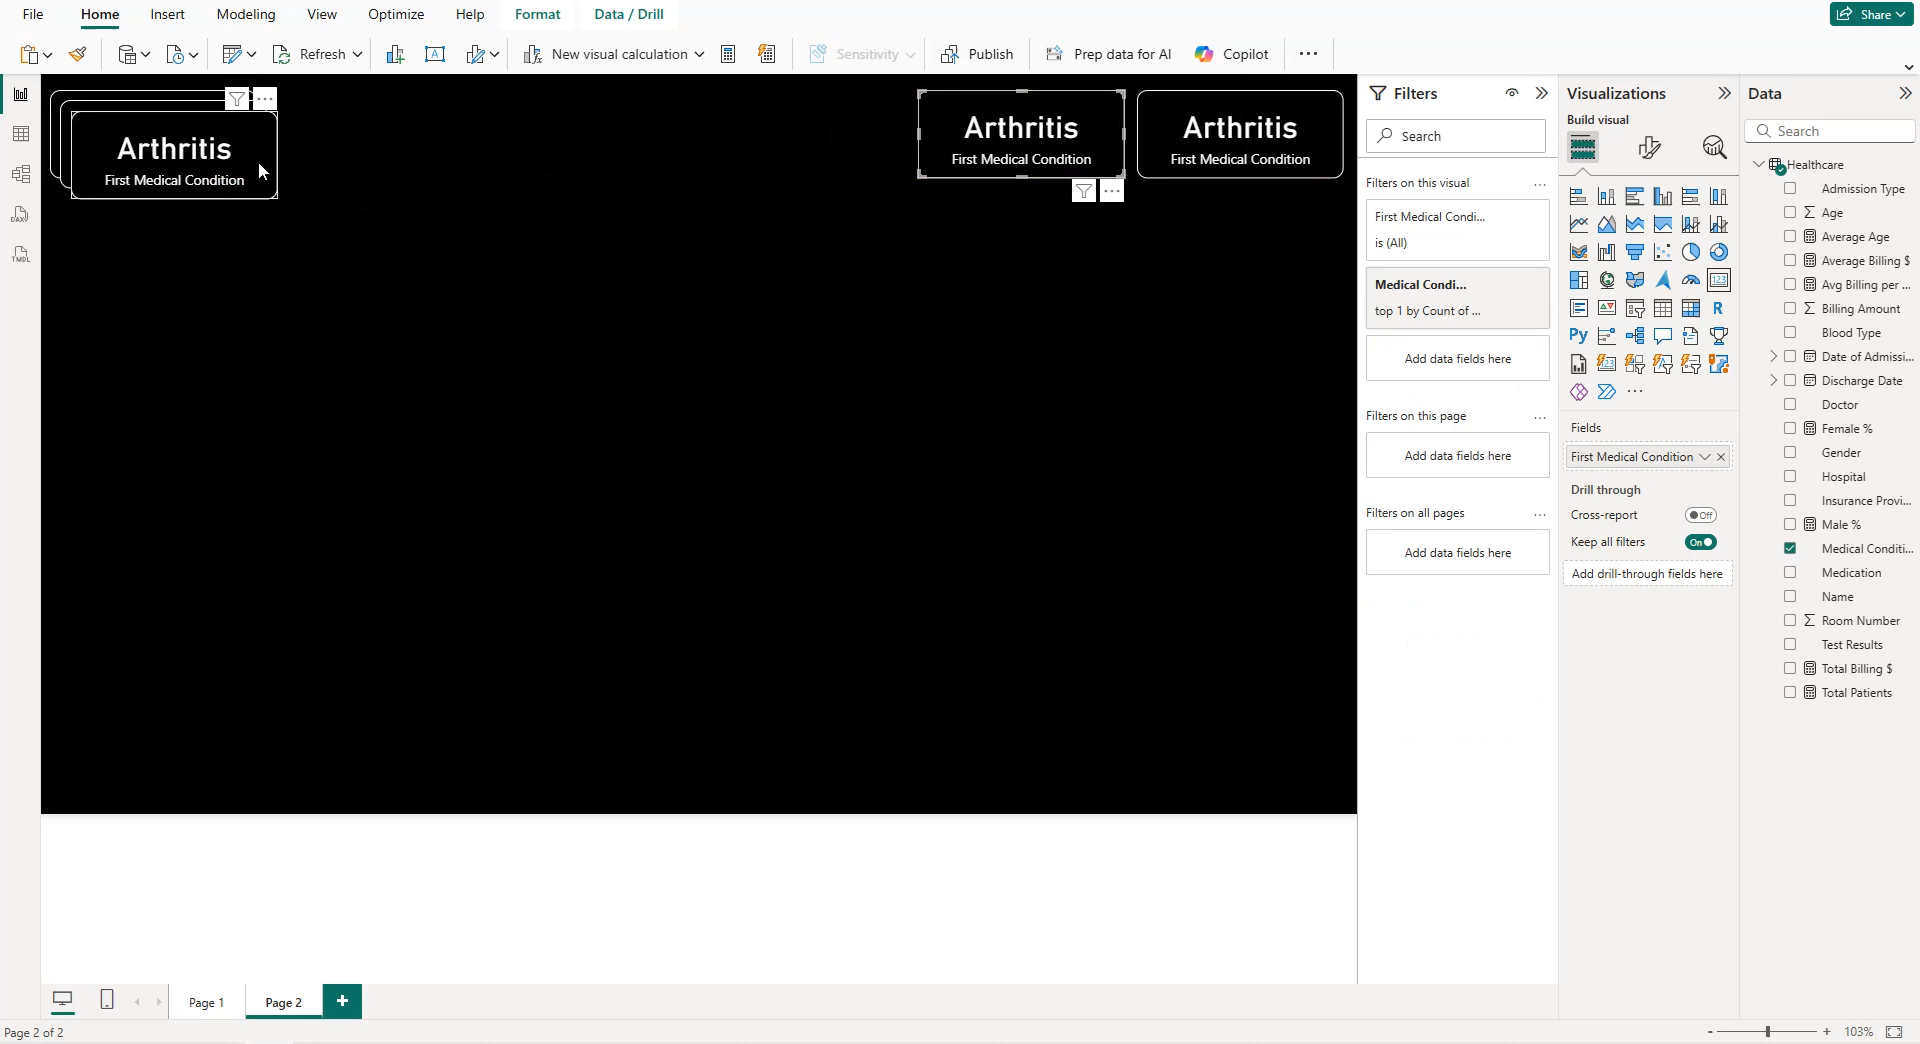 File Home Insert Modeling View Optimize Help Format Data / Drill Share
Refresh New visual calculation Sensitivity Publish Prep data for AI Copilot
Arthritis
First Medical Condition
Arthritis
First Medical Condition
Arthritis
First Medical Condition
Filters
Search
Filters on this visual
First Medical Condi...
is (All)
Medical Condi...
top 1 by Count of ...
Add data fields here
Filters on this page
Add data fields here
Filters on all pages
Add data fields here
Visualizations
Build visual
123
R
Py
123
Fields
First Medical Condition
Drill through
Cross-report Off
Keep all filters On
Add drill-through fields here
Data
Search
Healthcare
Admission Type
Age
Average Age
Average Billing $
Avg Billing per ...
Billing Amount
Blood Type
Date of Admissi...
Discharge Date
Doctor
Female %
Gender
Hospital
Insurance Provi...
Male %
Medical Conditi...
Medication
Name
Room Number
Test Results
Total Billing $
Total Patients
DAX
TMDL
Page 1 Page 2 +
Page 2 of 2
- + 103%